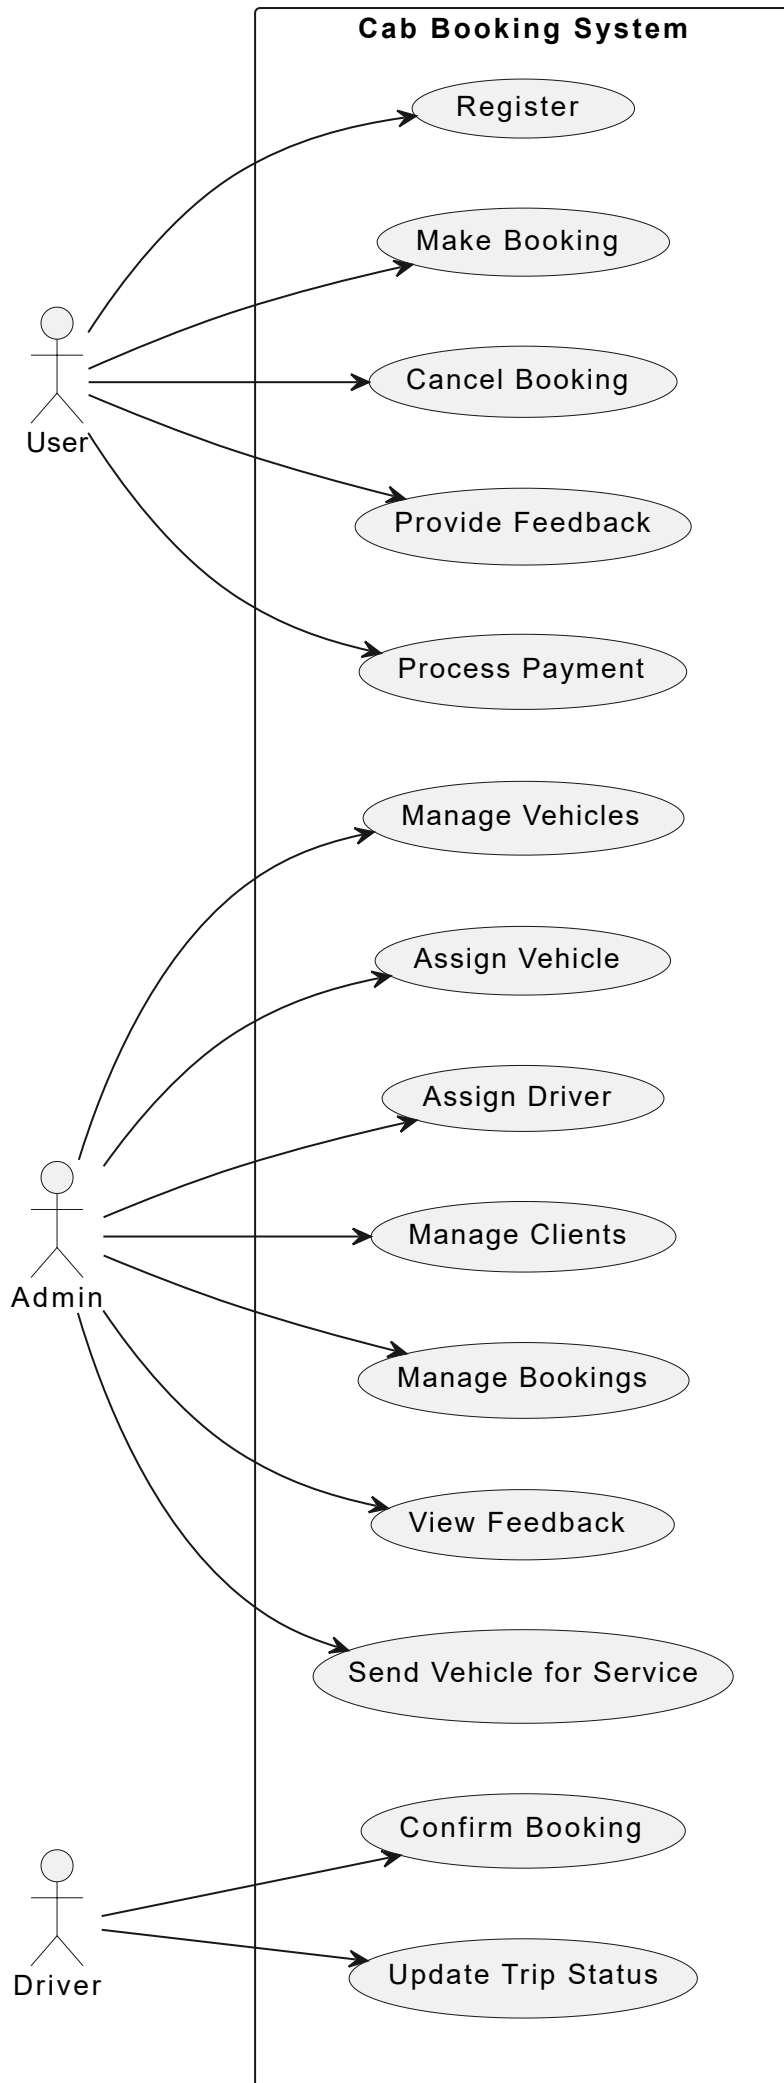 Cab Booking System
Register
Make Booking
Cancel Booking
User
Provide Feedback
Process Payment
Manage Vehicles
Assign Vehicle
Assign Driver
Manage Clients
Admin
Manage Bookings
View Feedback
Send Vehicle for Service
Confirm Booking
Update Trip Status
Driver